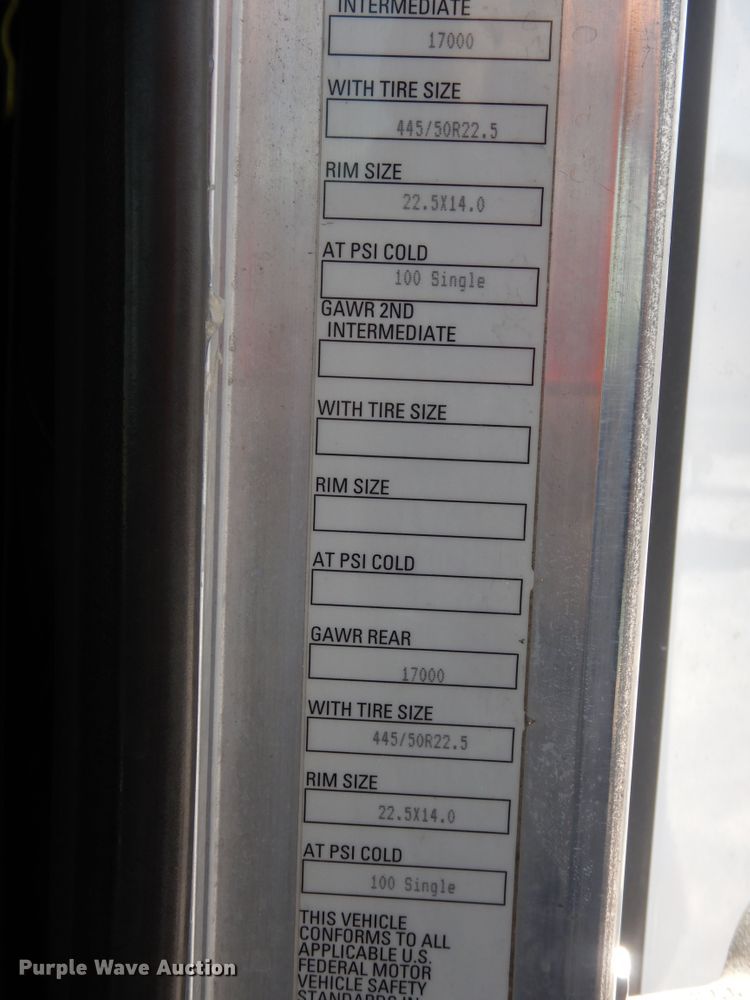 INTERMEDIATE
17000
WITH TIRE SIZE
445/50R22.5
RIM SIZE
22.5X14.0
AT PSI COLD
100 Single
GAWR 2ND
INTERMEDIATE
WITH TIRE SIZE
RIM SIZE
AT PSI COLD
GAWR REAR
17000
WITH TIRE SIZE
445/50R22.5
RIM SIZE
22.5X14.0
AT PSI COLD
100 Single
THIS VEHICLE
CONFORMS TO ALL
APPLICABLE U.S.
FEDERAL MOTOR
VEHICLE SAFETY
STANDARDS IN
Purple Wave Auction